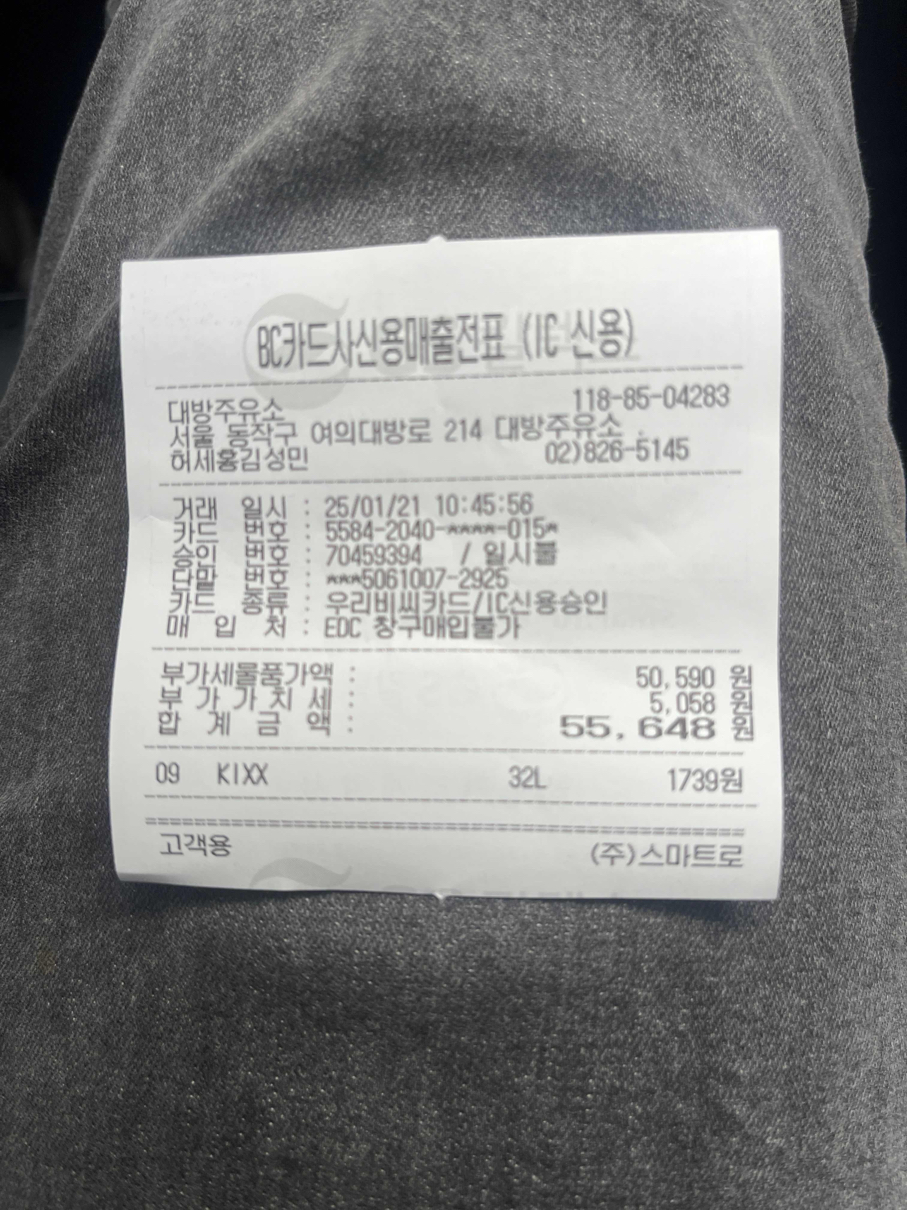 BC카드사신용매출전표 (IC 신용)
대방주유소 118-85-04283
서울 동작구 여의대방로 214 대방주유소 .
허세홍김성민 02)826-5145
거래 일시 : 25/01/21 10:45:56
카드 번호 : 5584-2040-****-015*
승인 번호 : 70459394 / 일시불
단말 번호 : ***5061007-2925
카드 종류 : 우리비씨카드/IC신용승인
매 입 처 : EDC 창구매입불가
부가세물품가액 : 50,590 원
부 가 가 치 세 : 5,058 원
합 계 금 액 : 55,648 원
09 KIXX 32L 1739원
고객용 (주)스마트로